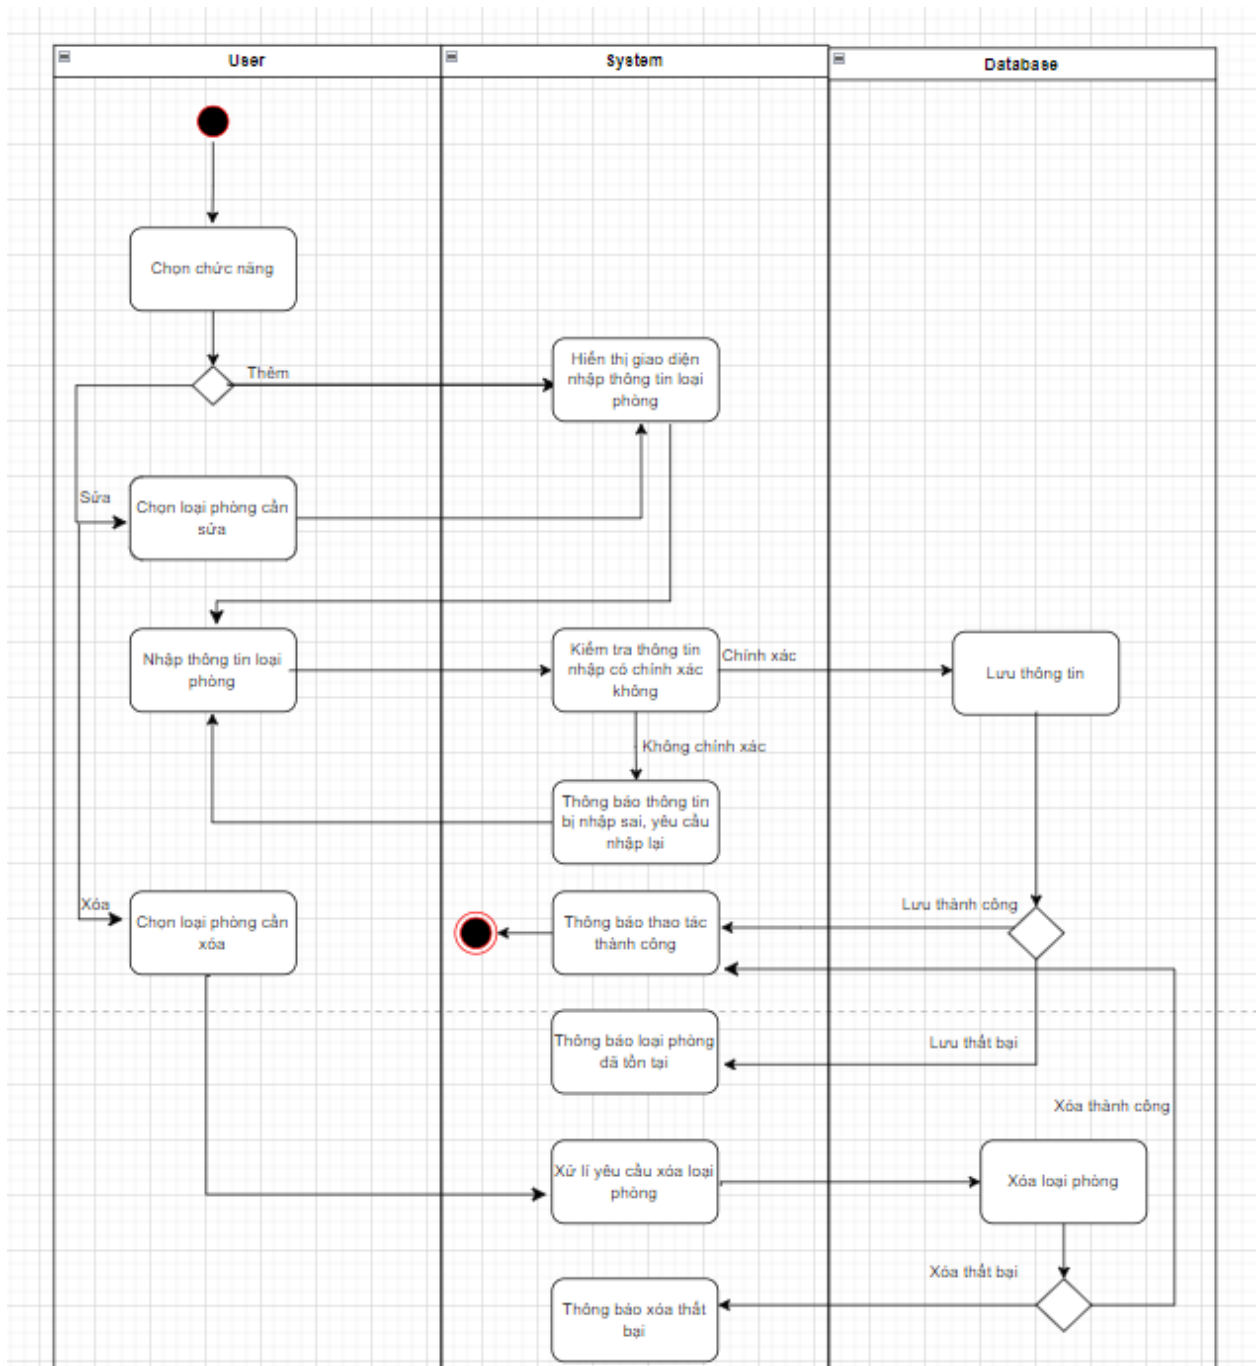 User
System
Database
Chọn chức năng
Thêm
Hiển thị giao diện
nhập thông tin loại
phòng
Sửa
Chọn loại phòng cần
sửa
Nhập thông tin loại
phòng
Kiểm tra thông tin
nhập có chính xác
không
Chính xác
Lưu thông tin
Không chính xác
Thông báo thông tin
bị nhập sai, yêu cầu
nhập lại
Xóa
Chọn loại phòng cần
xóa
Thông báo thao tác
thành công
Lưu thành công
Thông báo loại phòng
đã tồn tại
Lưu thất bại
Xóa thành công
Xử lí yêu cầu xóa loại
phòng
Xóa loại phòng
Xóa thất bại
Thông báo xóa thất
bại